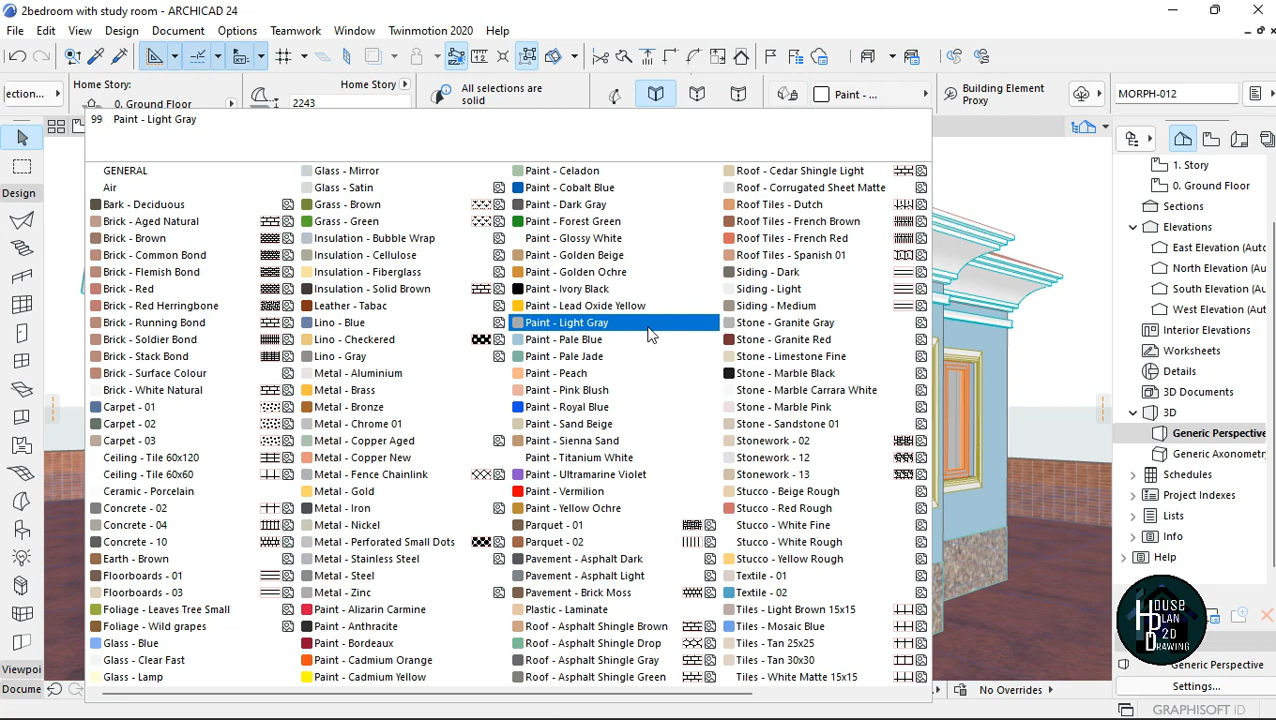 2bedroom with study room - ARCHICAD 24
File Edit View Design Document Options Teamwork Window Twinmotion 2020 Help
ection...
Home Story:
0. Ground Floor
Home Story
2243
All selections are
solid
Paint - ...
Building Element
Proxy
MORPH-012
99 Paint - Light Gray
GENERAL
Air
Bark - Deciduous
Brick - Aged Natural
Brick - Brown
Brick - Common Bond
Brick - Flemish Bond
Brick - Red
Brick - Red Herringbone
Brick - Running Bond
Brick - Soldier Bond
Brick - Stack Bond
Brick - Surface Colour
Brick - White Natural
Carpet - 01
Carpet - 02
Carpet - 03
Ceiling - Tile 60x120
Ceiling - Tile 60x60
Ceramic - Porcelain
Concrete - 02
Concrete - 04
Concrete - 10
Earth - Brown
Floorboards - 01
Floorboards - 03
Foliage - Leaves Tree Small
Foliage - Wild grapes
Glass - Blue
Glass - Clear Fast
Glass - Lamp
Glass - Mirror
Glass - Satin
Grass - Brown
Grass - Green
Insulation - Bubble Wrap
Insulation - Cellulose
Insulation - Fiberglass
Insulation - Solid Brown
Leather - Tabac
Lino - Blue
Lino - Checkered
Lino - Gray
Metal - Aluminium
Metal - Brass
Metal - Bronze
Metal - Chrome 01
Metal - Copper Aged
Metal - Copper New
Metal - Fence Chainlink
Metal - Gold
Metal - Iron
Metal - Nickel
Metal - Perforated Small Dots
Metal - Stainless Steel
Metal - Steel
Metal - Zinc
Paint - Alizarin Carmine
Paint - Anthracite
Paint - Bordeaux
Paint - Cadmium Orange
Paint - Cadmium Yellow
Paint - Celadon
Paint - Cobalt Blue
Paint - Dark Gray
Paint - Forest Green
Paint - Glossy White
Paint - Golden Beige
Paint - Golden Ochre
Paint - Ivory Black
Paint - Lead Oxide Yellow
Paint - Light Gray
Paint - Pale Blue
Paint - Pale Jade
Paint - Peach
Paint - Pink Blush
Paint - Royal Blue
Paint - Sand Beige
Paint - Sienna Sand
Paint - Titanium White
Paint - Ultramarine Violet
Paint - Vermilion
Paint - Yellow Ochre
Parquet - 01
Parquet - 02
Pavement - Asphalt Dark
Pavement - Asphalt Light
Pavement - Brick Moss
Plastic - Laminate
Roof - Asphalt Shingle Brown
Roof - Asphalt Shingle Drop
Roof - Asphalt Shingle Gray
Roof - Asphalt Shingle Green
Roof - Cedar Shingle Light
Roof - Corrugated Sheet Matte
Roof Tiles - Dutch
Roof Tiles - French Brown
Roof Tiles - French Red
Roof Tiles - Spanish 01
Siding - Dark
Siding - Light
Siding - Medium
Stone - Granite Gray
Stone - Granite Red
Stone - Limestone Fine
Stone - Marble Black
Stone - Marble Carrara White
Stone - Marble Pink
Stone - Sandstone 01
Stonework - 02
Stonework - 12
Stonework - 13
Stucco - Beige Rough
Stucco - Red Rough
Stucco - White Fine
Stucco - White Rough
Stucco - Yellow Rough
Textile - 01
Textile - 02
Tiles - Light Brown 15x15
Tiles - Mosaic Blue
Tiles - Tan 25x25
Tiles - Tan 30x30
Tiles - White Matte 15x15
Design
Viewpoi
Docume
1. Story
0. Ground Floor
Sections
Elevations
East Elevation (Auto
North Elevation (Au
South Elevation (Au
West Elevation (Aut
Interior Elevations
Worksheets
Details
3D Documents
3D
Generic Perspective
Generic Axonometr
Schedules
Project Indexes
Lists
Info
Help
HOUSE
PLAN
2D
DRAWING
Generic Perspective
Settings...
No Overrides
GRAPHISOFT ID